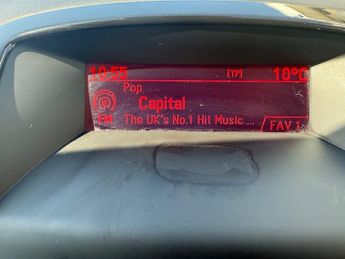 10:55 [TP] 10°C
Pop
Capital
FM The UK's No.1 Hit Music ...
FAV 1